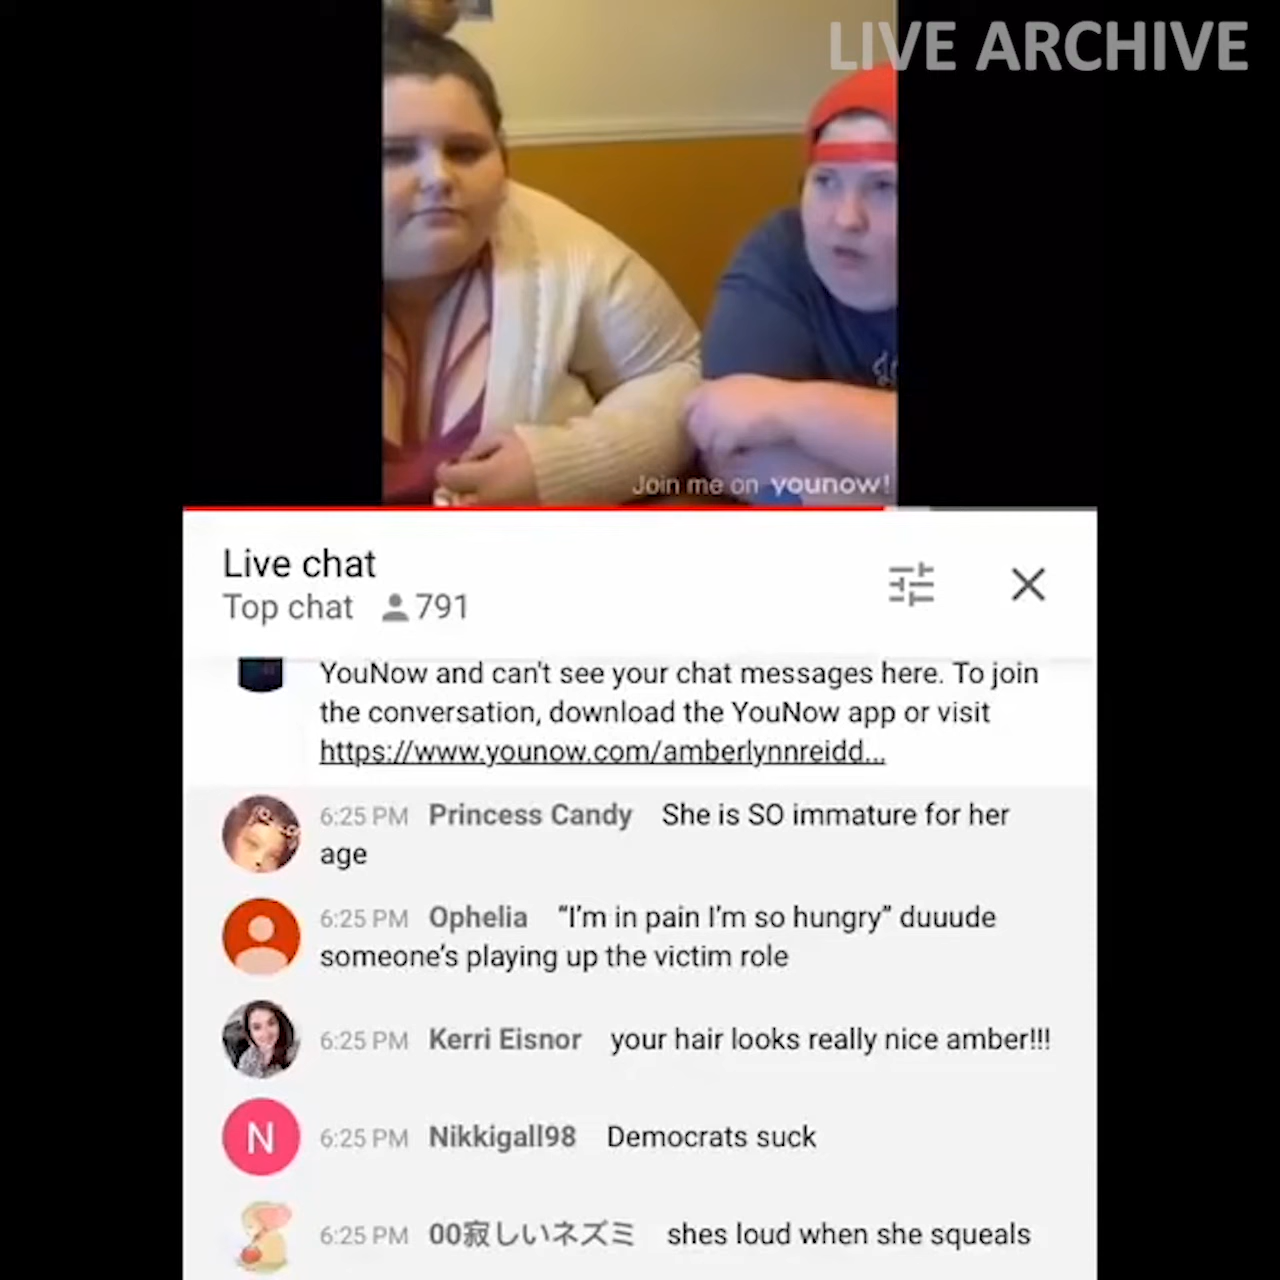 LIVE ARCHIVE
Join me on younow!
Live chat
Top chat 791
YouNow and can't see your chat messages here. To join
the conversation, download the YouNow app or visit
https://www.younow.com/amberlynnreidd...
6:25 PM Princess Candy She is SO immature for her
age
6:25 PM Ophelia “I’m in pain I’m so hungry” duuude
someone’s playing up the victim role
6:25 PM Kerri Eisnor your hair looks really nice amber!!!
N
6:25 PM Nikkigall98 Democrats suck
6:25 PM 00寂しいネズミ shes loud when she squeals